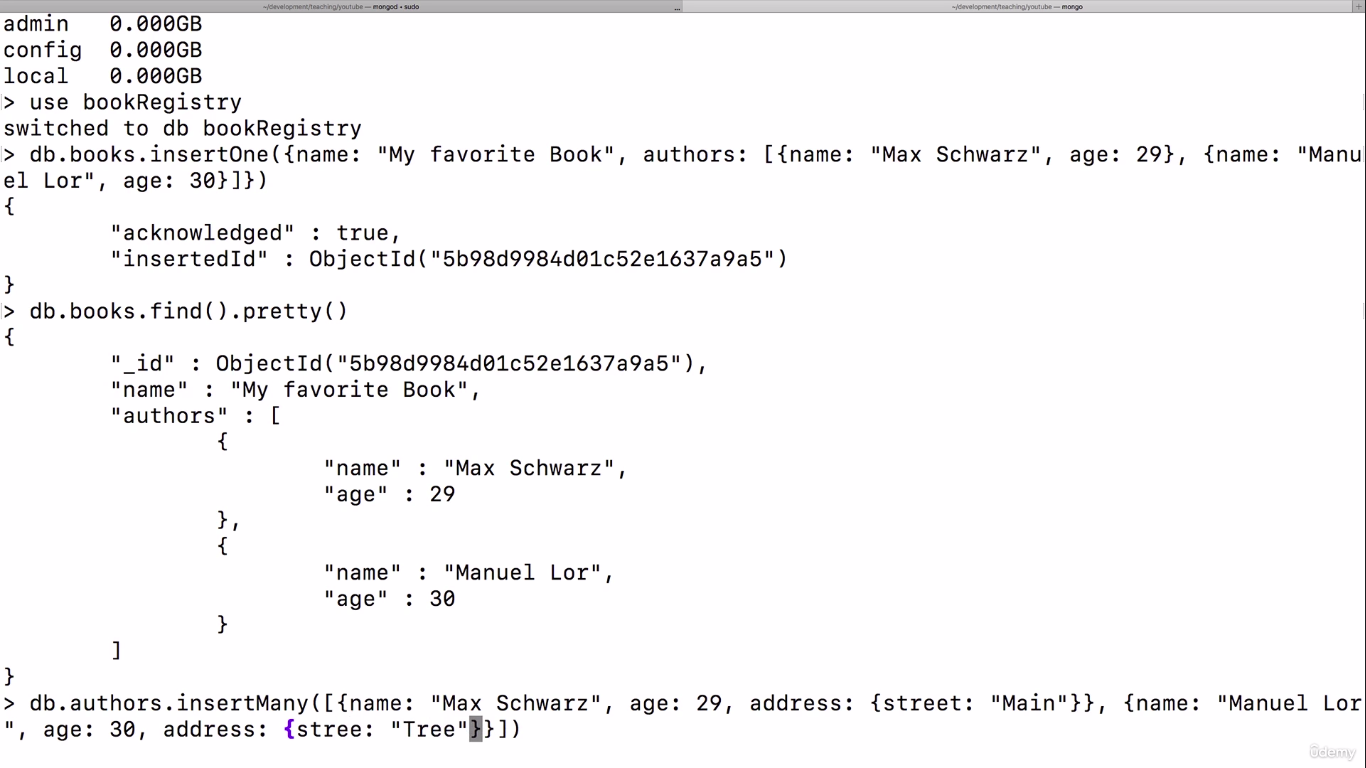 ~/development/teaching/youtube — mongod • sudo ... ~/development/teaching/youtube — mongo +
admin 0.000GB
config 0.000GB
local 0.000GB
> use bookRegistry
switched to db bookRegistry
> db.books.insertOne({name: "My favorite Book", authors: [{name: "Max Schwarz", age: 29}, {name: "Manu
el Lor", age: 30}]})
{
"acknowledged" : true,
"insertedId" : ObjectId("5b98d9984d01c52e1637a9a5")
}
> db.books.find().pretty()
{
"_id" : ObjectId("5b98d9984d01c52e1637a9a5"),
"name" : "My favorite Book",
"authors" : [
{
"name" : "Max Schwarz",
"age" : 29
},
{
"name" : "Manuel Lor",
"age" : 30
}
]
}
> db.authors.insertMany([{name: "Max Schwarz", age: 29, address: {street: "Main"}}, {name: "Manuel Lor
", age: 30, address: {stree: "Tree"}}])
ûdemy